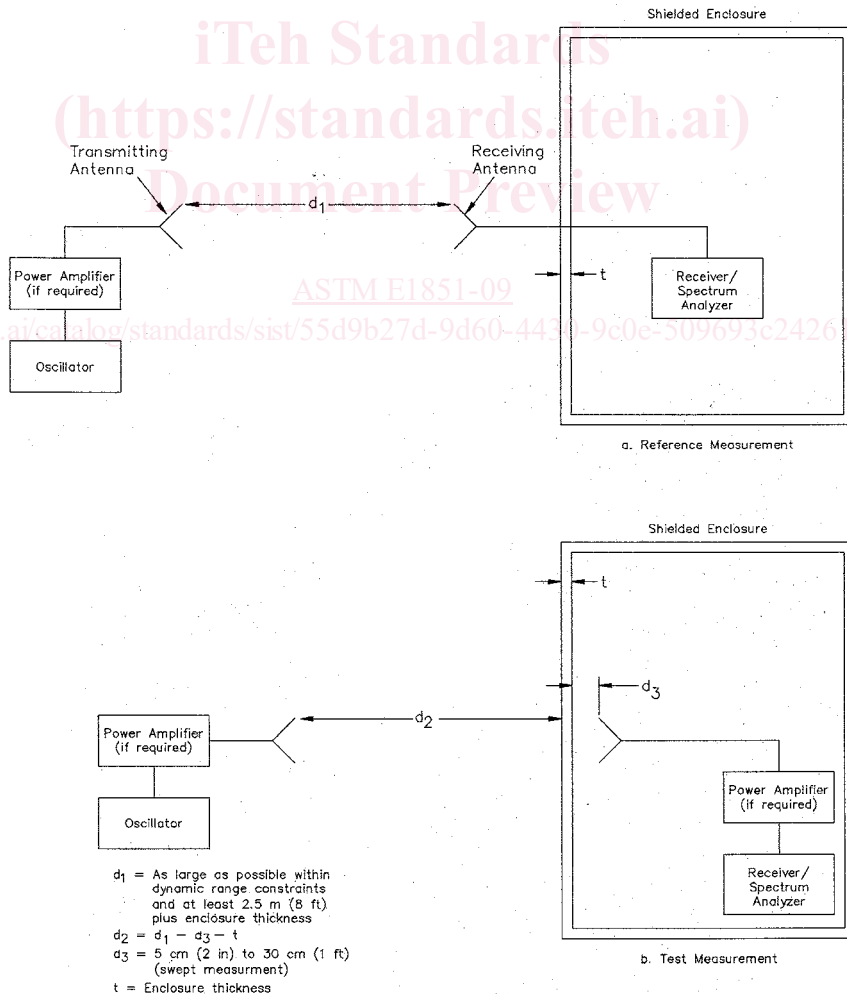 Shielded Enclosure
iTeh Standards
(https://standards.iteh.ai)
Document Preview
Transmitting
Antenna
Receiving
Antenna
d1
Power Amplifier
(if required)
t
Receiver/
Spectrum
Analyzer
ASTM E1851-09
.ai/catalog/standards/sist/55d9b27d-9d60-4430-9c0e-509693c24261
Oscillator
a. Reference Measurement
Shielded Enclosure
t
d3
d2
Power Amplifier
(if required)
Oscillator
Power Amplifier
(if required)
Receiver/
Spectrum
Analyzer
d1 = As large as possible within
dynamic range constraints
and at least 2.5 m (8 ft)
plus enclosure thickness
d2 = d1 - d3 - t
d3 = 5 cm (2 in) to 30 cm (1 ft)
(swept measurment)
t = Enclosure thickness
b. Test Measurement